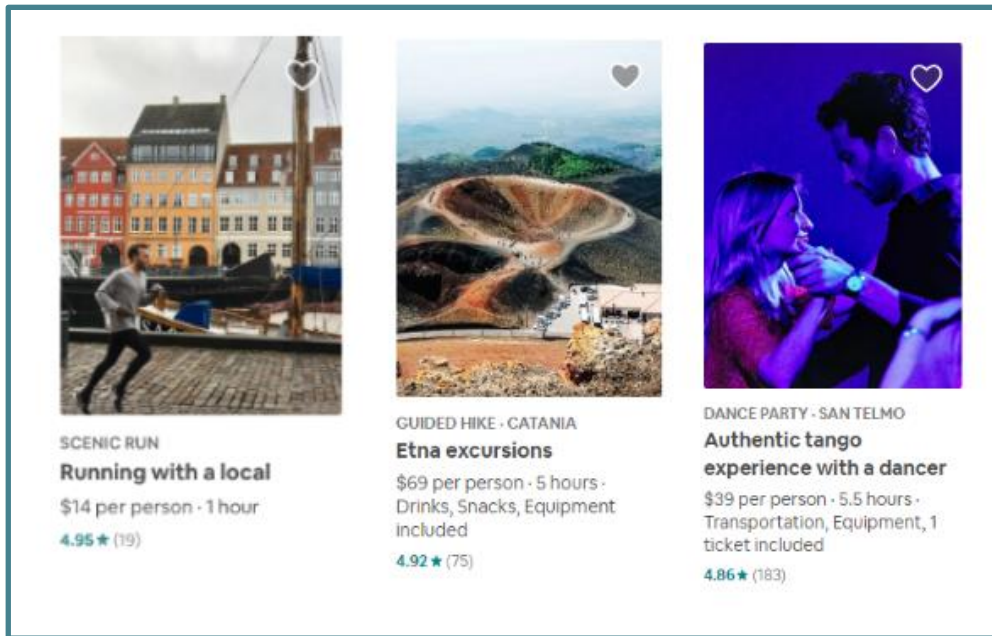 SCENIC RUN
Running with a local
$14 per person · 1 hour
4.95★ (19)
GUIDED HIKE · CATANIA
Etna excursions
$69 per person · 5 hours ·
Drinks, Snacks, Equipment
included
4.92★ (75)
DANCE PARTY · SAN TELMO
Authentic tango
experience with a dancer
$39 per person · 5.5 hours ·
Transportation, Equipment, 1
ticket included
4.86★ (183)